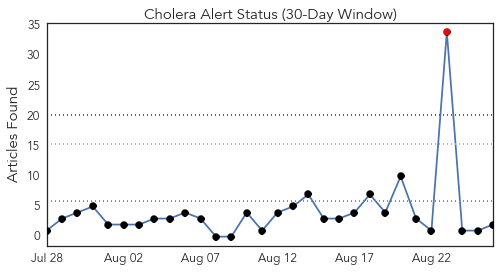 Cholera Alert Status (30-Day Window)
Articles Found
35
30
25
20
15
10
5
0
Jul 28
Aug 02
Aug 07
Aug 12
Aug 17
Aug 22